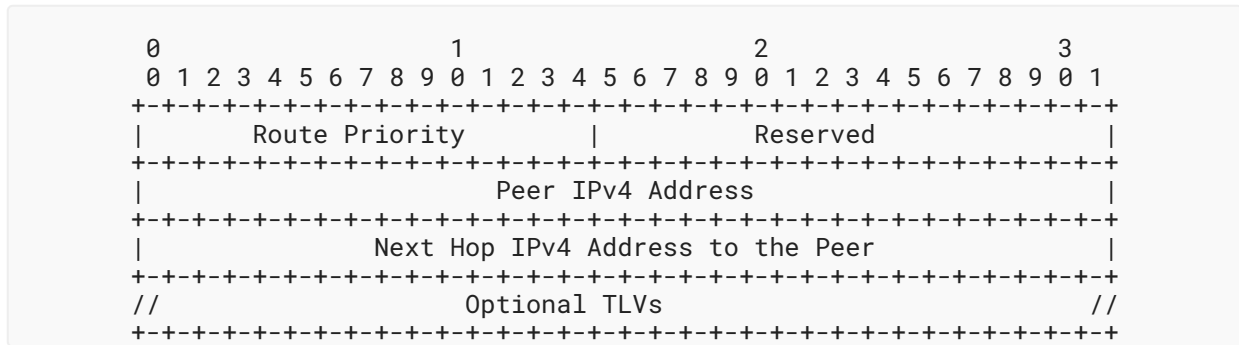 0                   1                   2                   3
 0 1 2 3 4 5 6 7 8 9 0 1 2 3 4 5 6 7 8 9 0 1 2 3 4 5 6 7 8 9 0 1
+-+-+-+-+-+-+-+-+-+-+-+-+-+-+-+-+-+-+-+-+-+-+-+-+-+-+-+-+-+-+-+-+
|       Route Priority        |          Reserved               |
+-+-+-+-+-+-+-+-+-+-+-+-+-+-+-+-+-+-+-+-+-+-+-+-+-+-+-+-+-+-+-+-+
|                       Peer IPv4 Address                       |
+-+-+-+-+-+-+-+-+-+-+-+-+-+-+-+-+-+-+-+-+-+-+-+-+-+-+-+-+-+-+-+-+
|               Next Hop IPv4 Address to the Peer               |
+-+-+-+-+-+-+-+-+-+-+-+-+-+-+-+-+-+-+-+-+-+-+-+-+-+-+-+-+-+-+-+-+
//                    Optional TLVs                            //
+-+-+-+-+-+-+-+-+-+-+-+-+-+-+-+-+-+-+-+-+-+-+-+-+-+-+-+-+-+-+-+-+